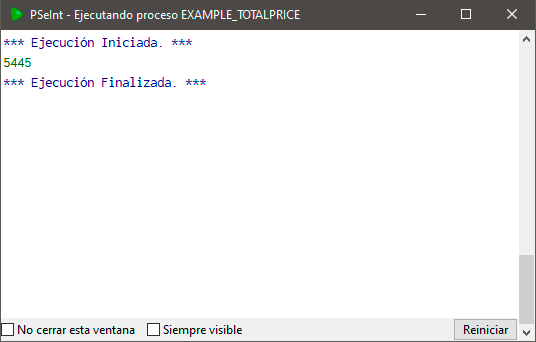 PSeInt - Ejecutando proceso EXAMPLE_TOTALPRICE
*** Ejecución Iniciada. ***
5445
*** Ejecución Finalizada. ***
No cerrar esta ventana Siempre visible Reiniciar